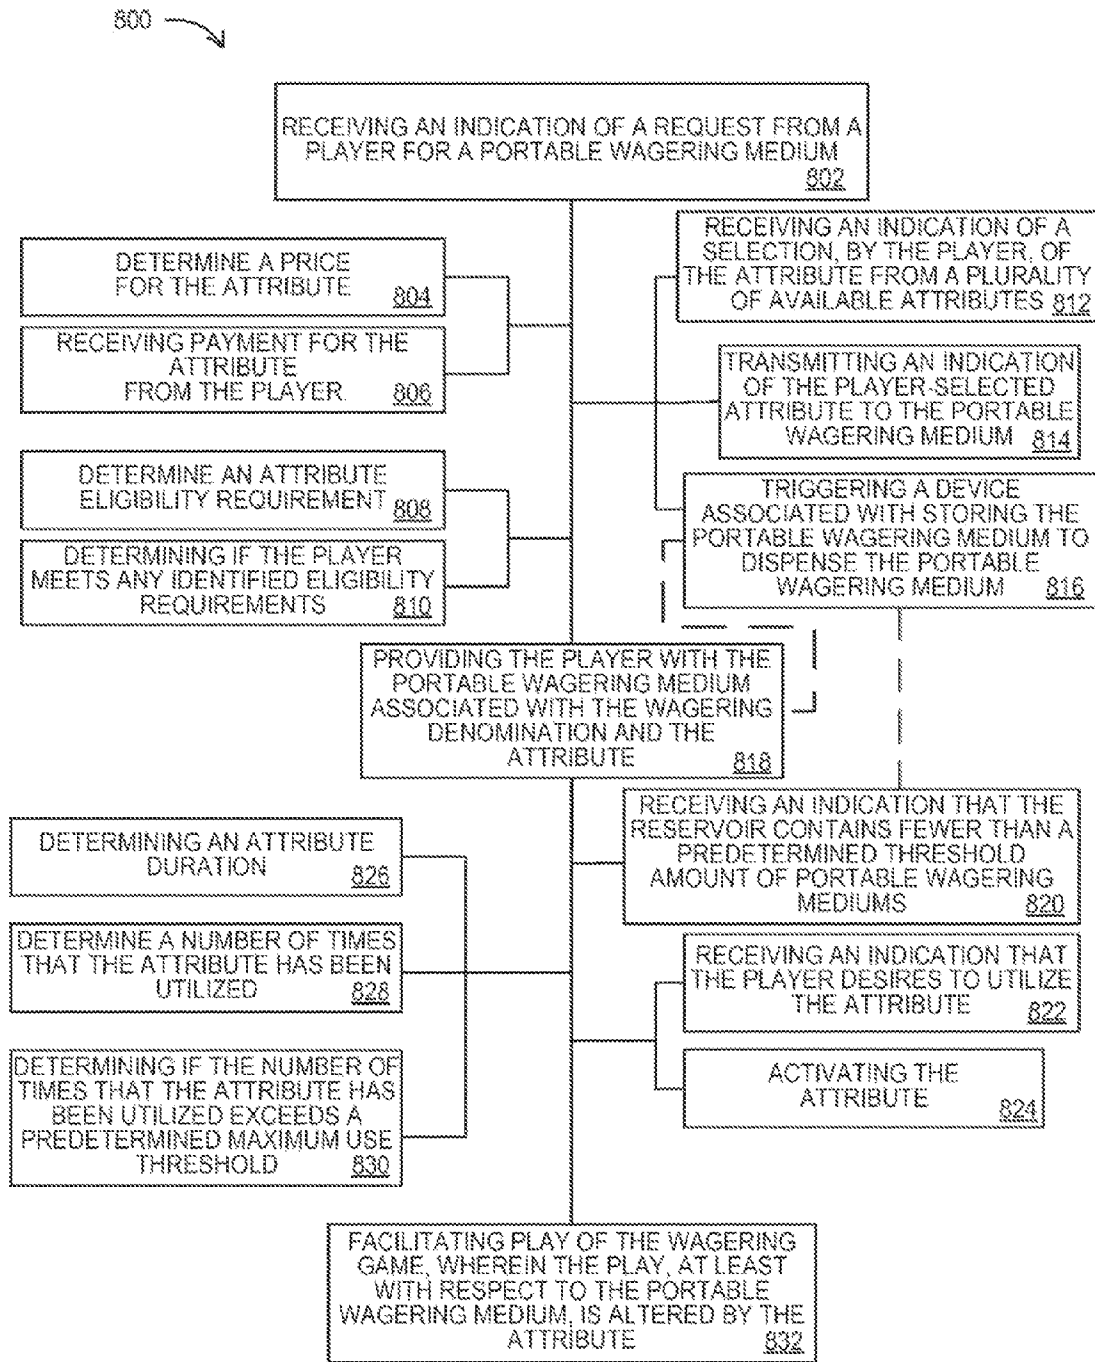 800
RECEIVING AN INDICATION OF A REQUEST FROM A
PLAYER FOR A PORTABLE WAGERING MEDIUM
802
DETERMINE A PRICE
FOR THE ATTRIBUTE
804
RECEIVING PAYMENT FOR THE
ATTRIBUTE
FROM THE PLAYER.
806
DETERMINE AN ATTRIBUTE
ELIGIBILITY REQUIREMENT
808
DETERMINING IF THE PLAYER
MEETS ANY IDENTIFIED ELIGIBILITY
REQUIREMENTS 810
RECEIVING AN INDICATION OF A
SELECTION, BY THE PLAYER, OF
THE ATTRIBUTE FROM A PLURALITY
OF AVAILABLE ATTRIBUTES 812
TRANSMITTING AN INDICATION
OF THE PLAYER-SELECTED
ATTRIBUTE TO THE PORTABLE
WAGERING MEDIUM 814
TRIGGERING A DEVICE
ASSOCIATED WITH STORING THE
PORTABLE WAGERING MEDIUM TO
DISPENSE THE PORTABLE
WAGERING MEDIUM 816
PROVIDING THE PLAYER WITH THE
PORTABLE WAGERING MEDIUM
ASSOCIATED WITH THE WAGERING
DENOMINATION AND THE
ATTRIBUTE 818
RECEIVING AN INDICATION THAT THE
RESERVOIR CONTAINS FEWER THAN A
PREDETERMINED THRESHOLD
AMOUNT OF PORTABLE WAGERING
MEDIUMS 820
RECEIVING AN INDICATION THAT
THE PLAYER DESIRES TO UTILIZE
THE ATTRIBUTE 822
ACTIVATING THE
ATTRIBUTE 824
DETERMINING AN ATTRIBUTE
DURATION 826
DETERMINE A NUMBER OF TIMES
THAT THE ATTRIBUTE HAS BEEN
UTILIZED 828
DETERMINING IF THE NUMBER OF
TIMES THAT THE ATTRIBUTE HAS
BEEN UTILIZED EXCEEDS A
PREDETERMINED MAXIMUM USE
THRESHOLD 830
FACILITATING PLAY OF THE WAGERING
GAME, WHEREIN THE PLAY, AT LEAST
WITH RESPECT TO THE PORTABLE
WAGERING MEDIUM, IS ALTERED BY THE
ATTRIBUTE 832